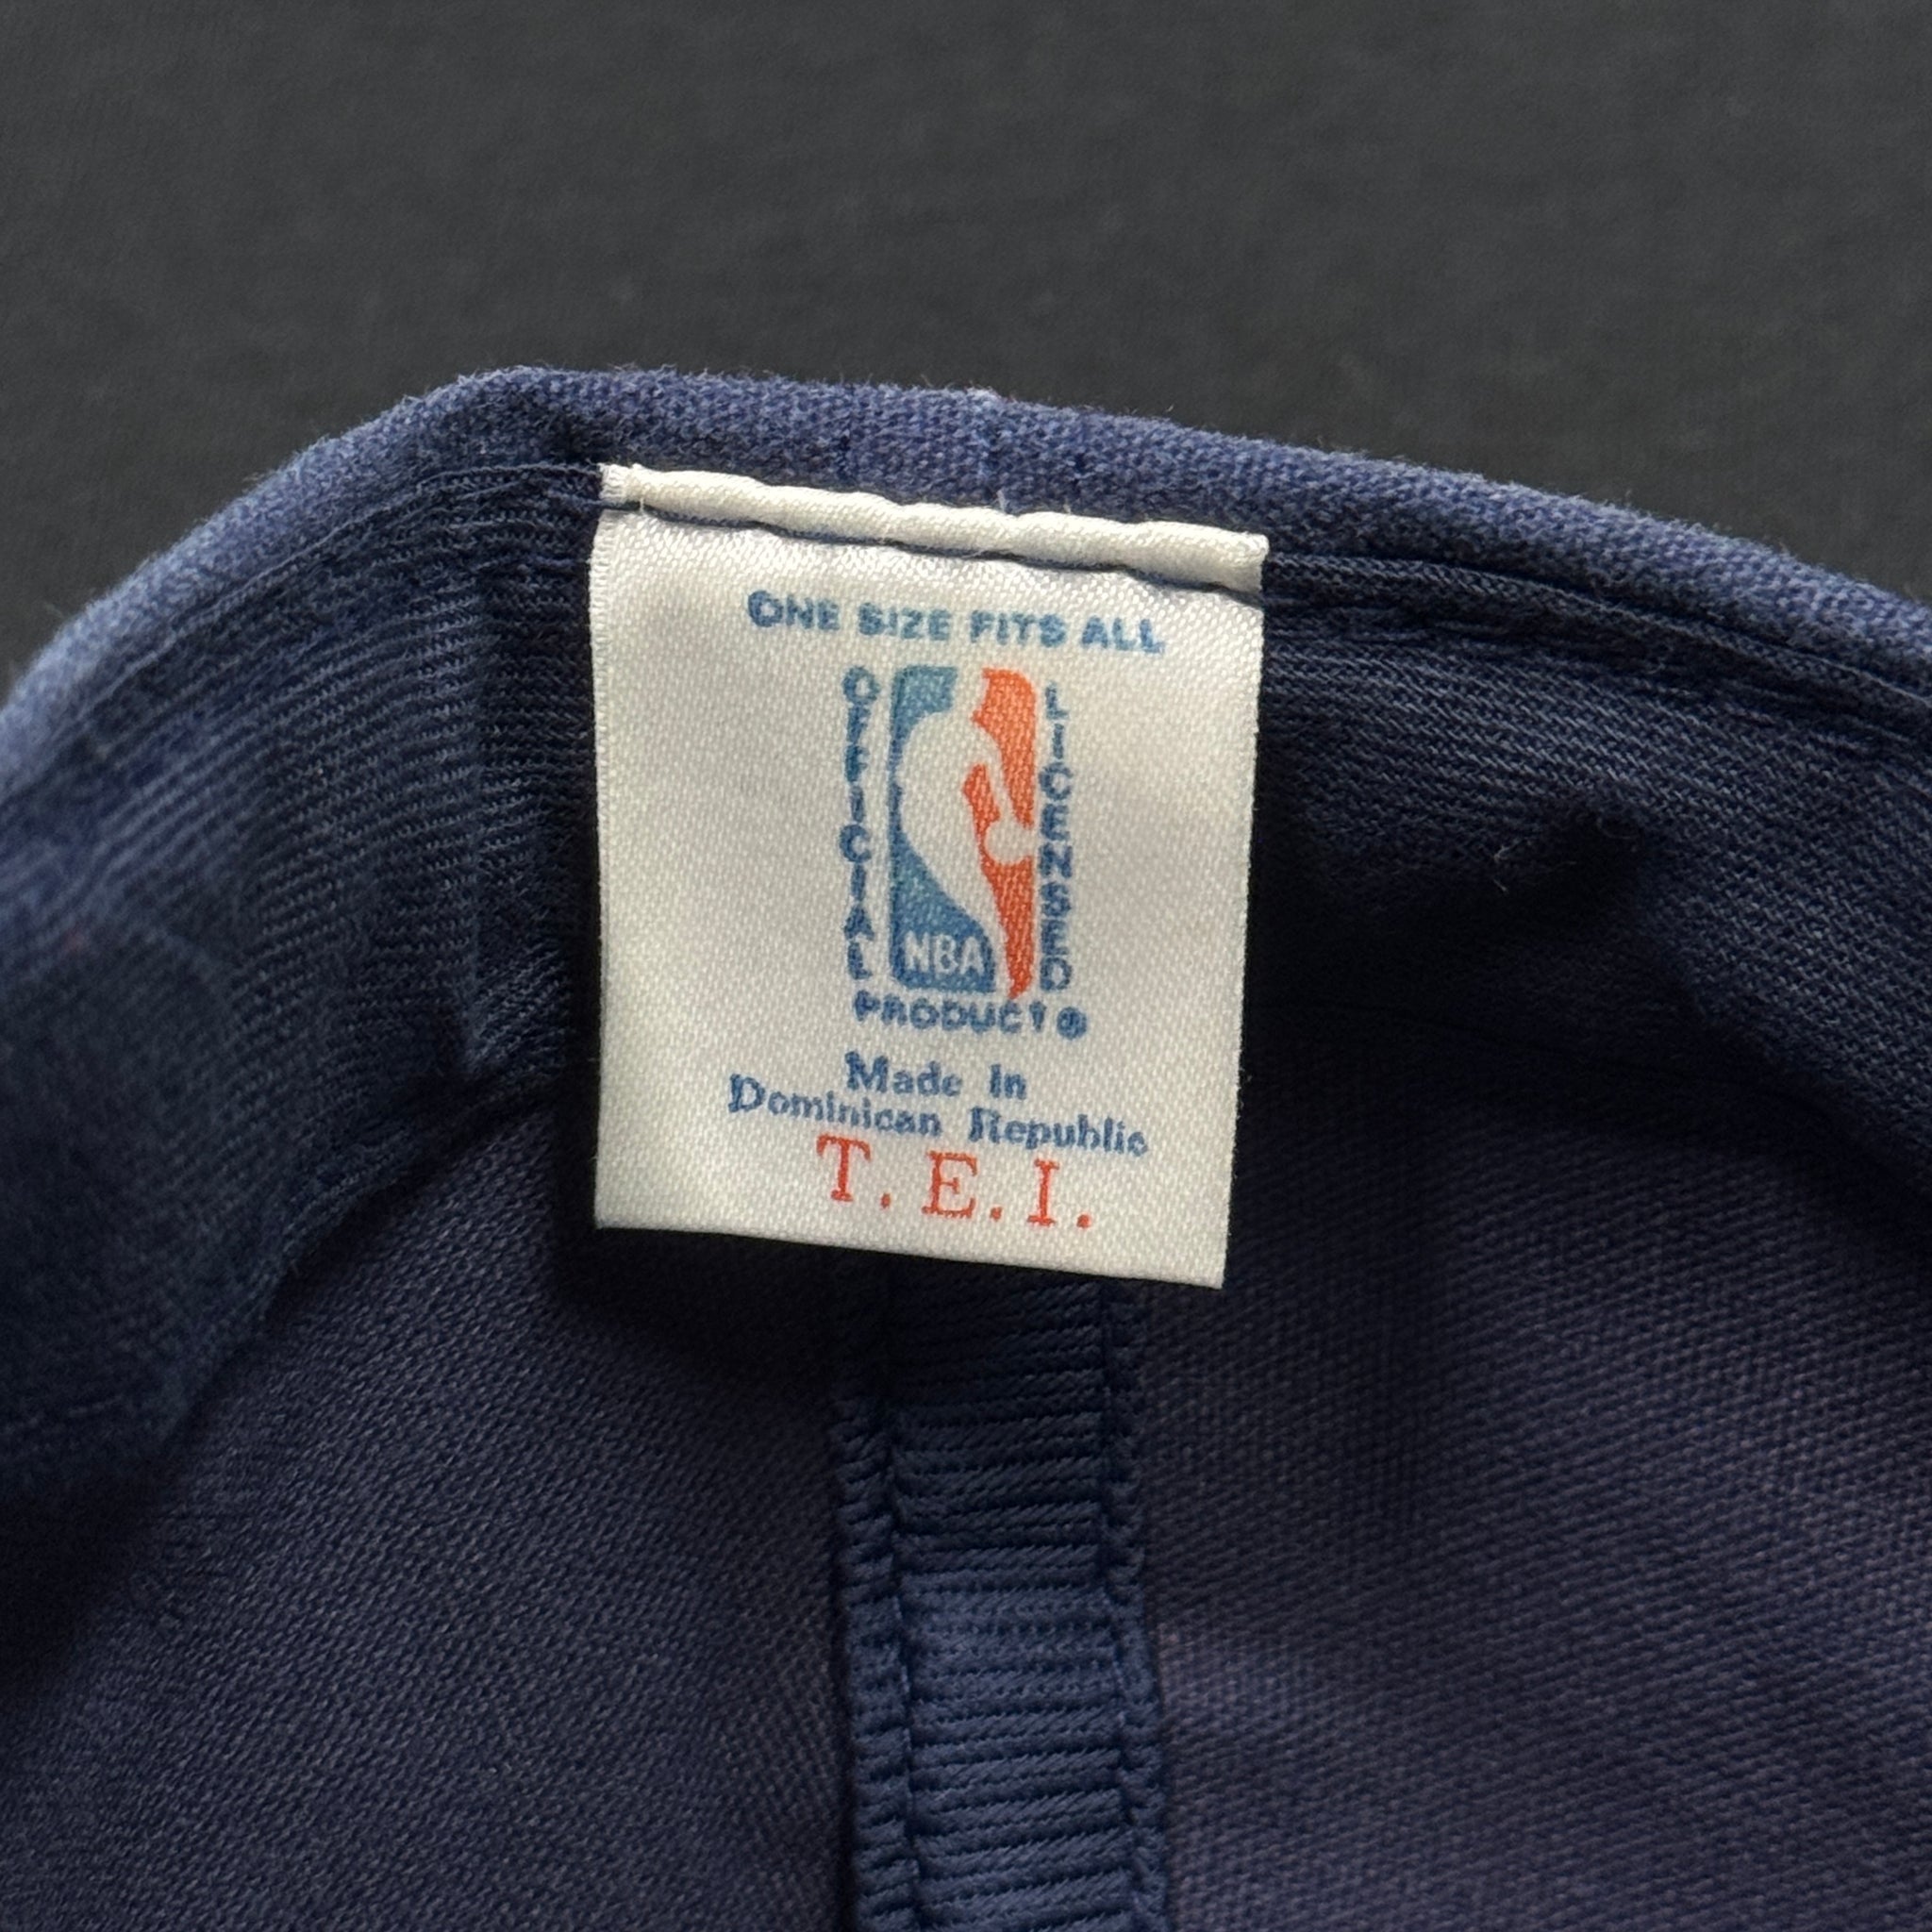 ONE SIZE FITS ALL
OFFICIAL
LICENSED
NBA
PRODUCT®
Made in
Dominican Republic
T.E.I.